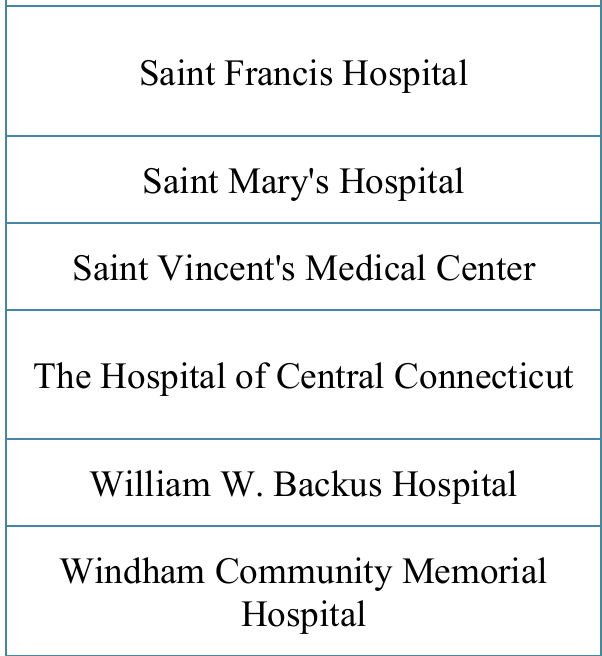 Saint Francis Hospital
Saint Mary's Hospital
Saint Vincent's Medical Center
The Hospital of Central Connecticut
William W. Backus Hospital
Windham Community Memorial
Hospital